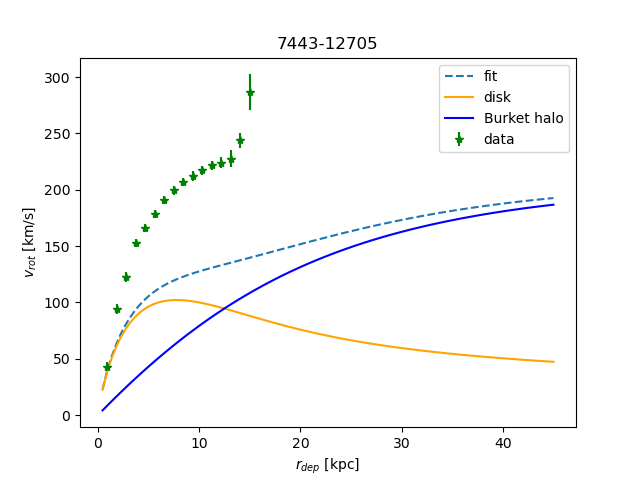 7443-12705
fit
disk
Burket halo
data
300
250
200
150
100
50
0
v_rot [km/s]
0 10 20 30 40
r_dep [kpc]